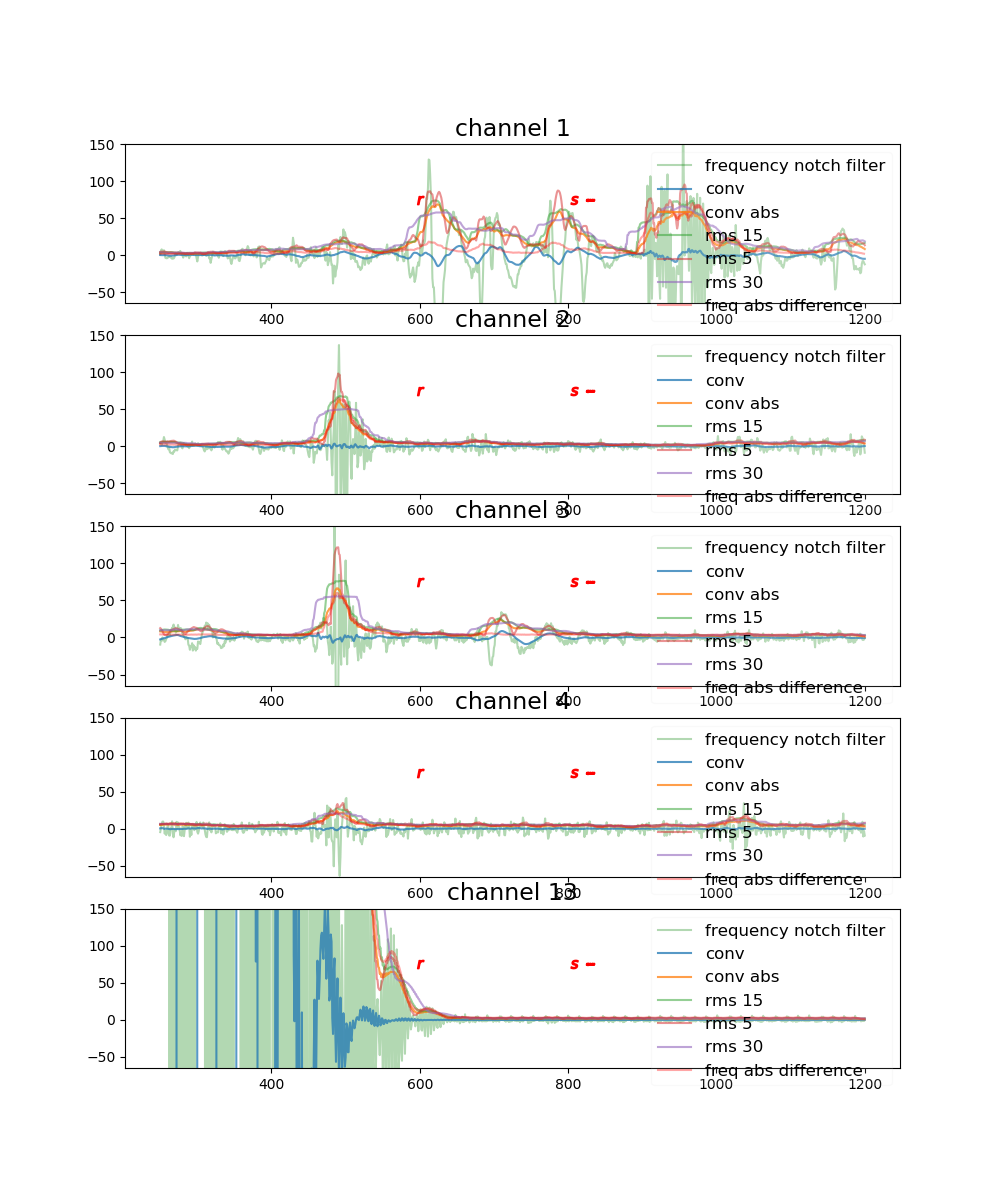 channel 1
150
100
50
0
−50
r
s −
frequency notch filter
conv
conv abs
rms 15
rms 5
rms 30
freq abs difference
400 600 800 1000 1200
channel 2
150
100
50
0
−50
r
s −
frequency notch filter
conv
conv abs
rms 15
rms 5
rms 30
freq abs difference
400 600 800 1000 1200
channel 3
150
100
50
0
−50
r
s −
frequency notch filter
conv
conv abs
rms 15
rms 5
rms 30
freq abs difference
400 600 800 1000 1200
channel 4
150
100
50
0
−50
r
s −
frequency notch filter
conv
conv abs
rms 15
rms 5
rms 30
freq abs difference
400 600 800 1000 1200
channel 13
150
100
50
0
−50
r
s −
frequency notch filter
conv
conv abs
rms 15
rms 5
rms 30
freq abs difference
400 600 800 1000 1200